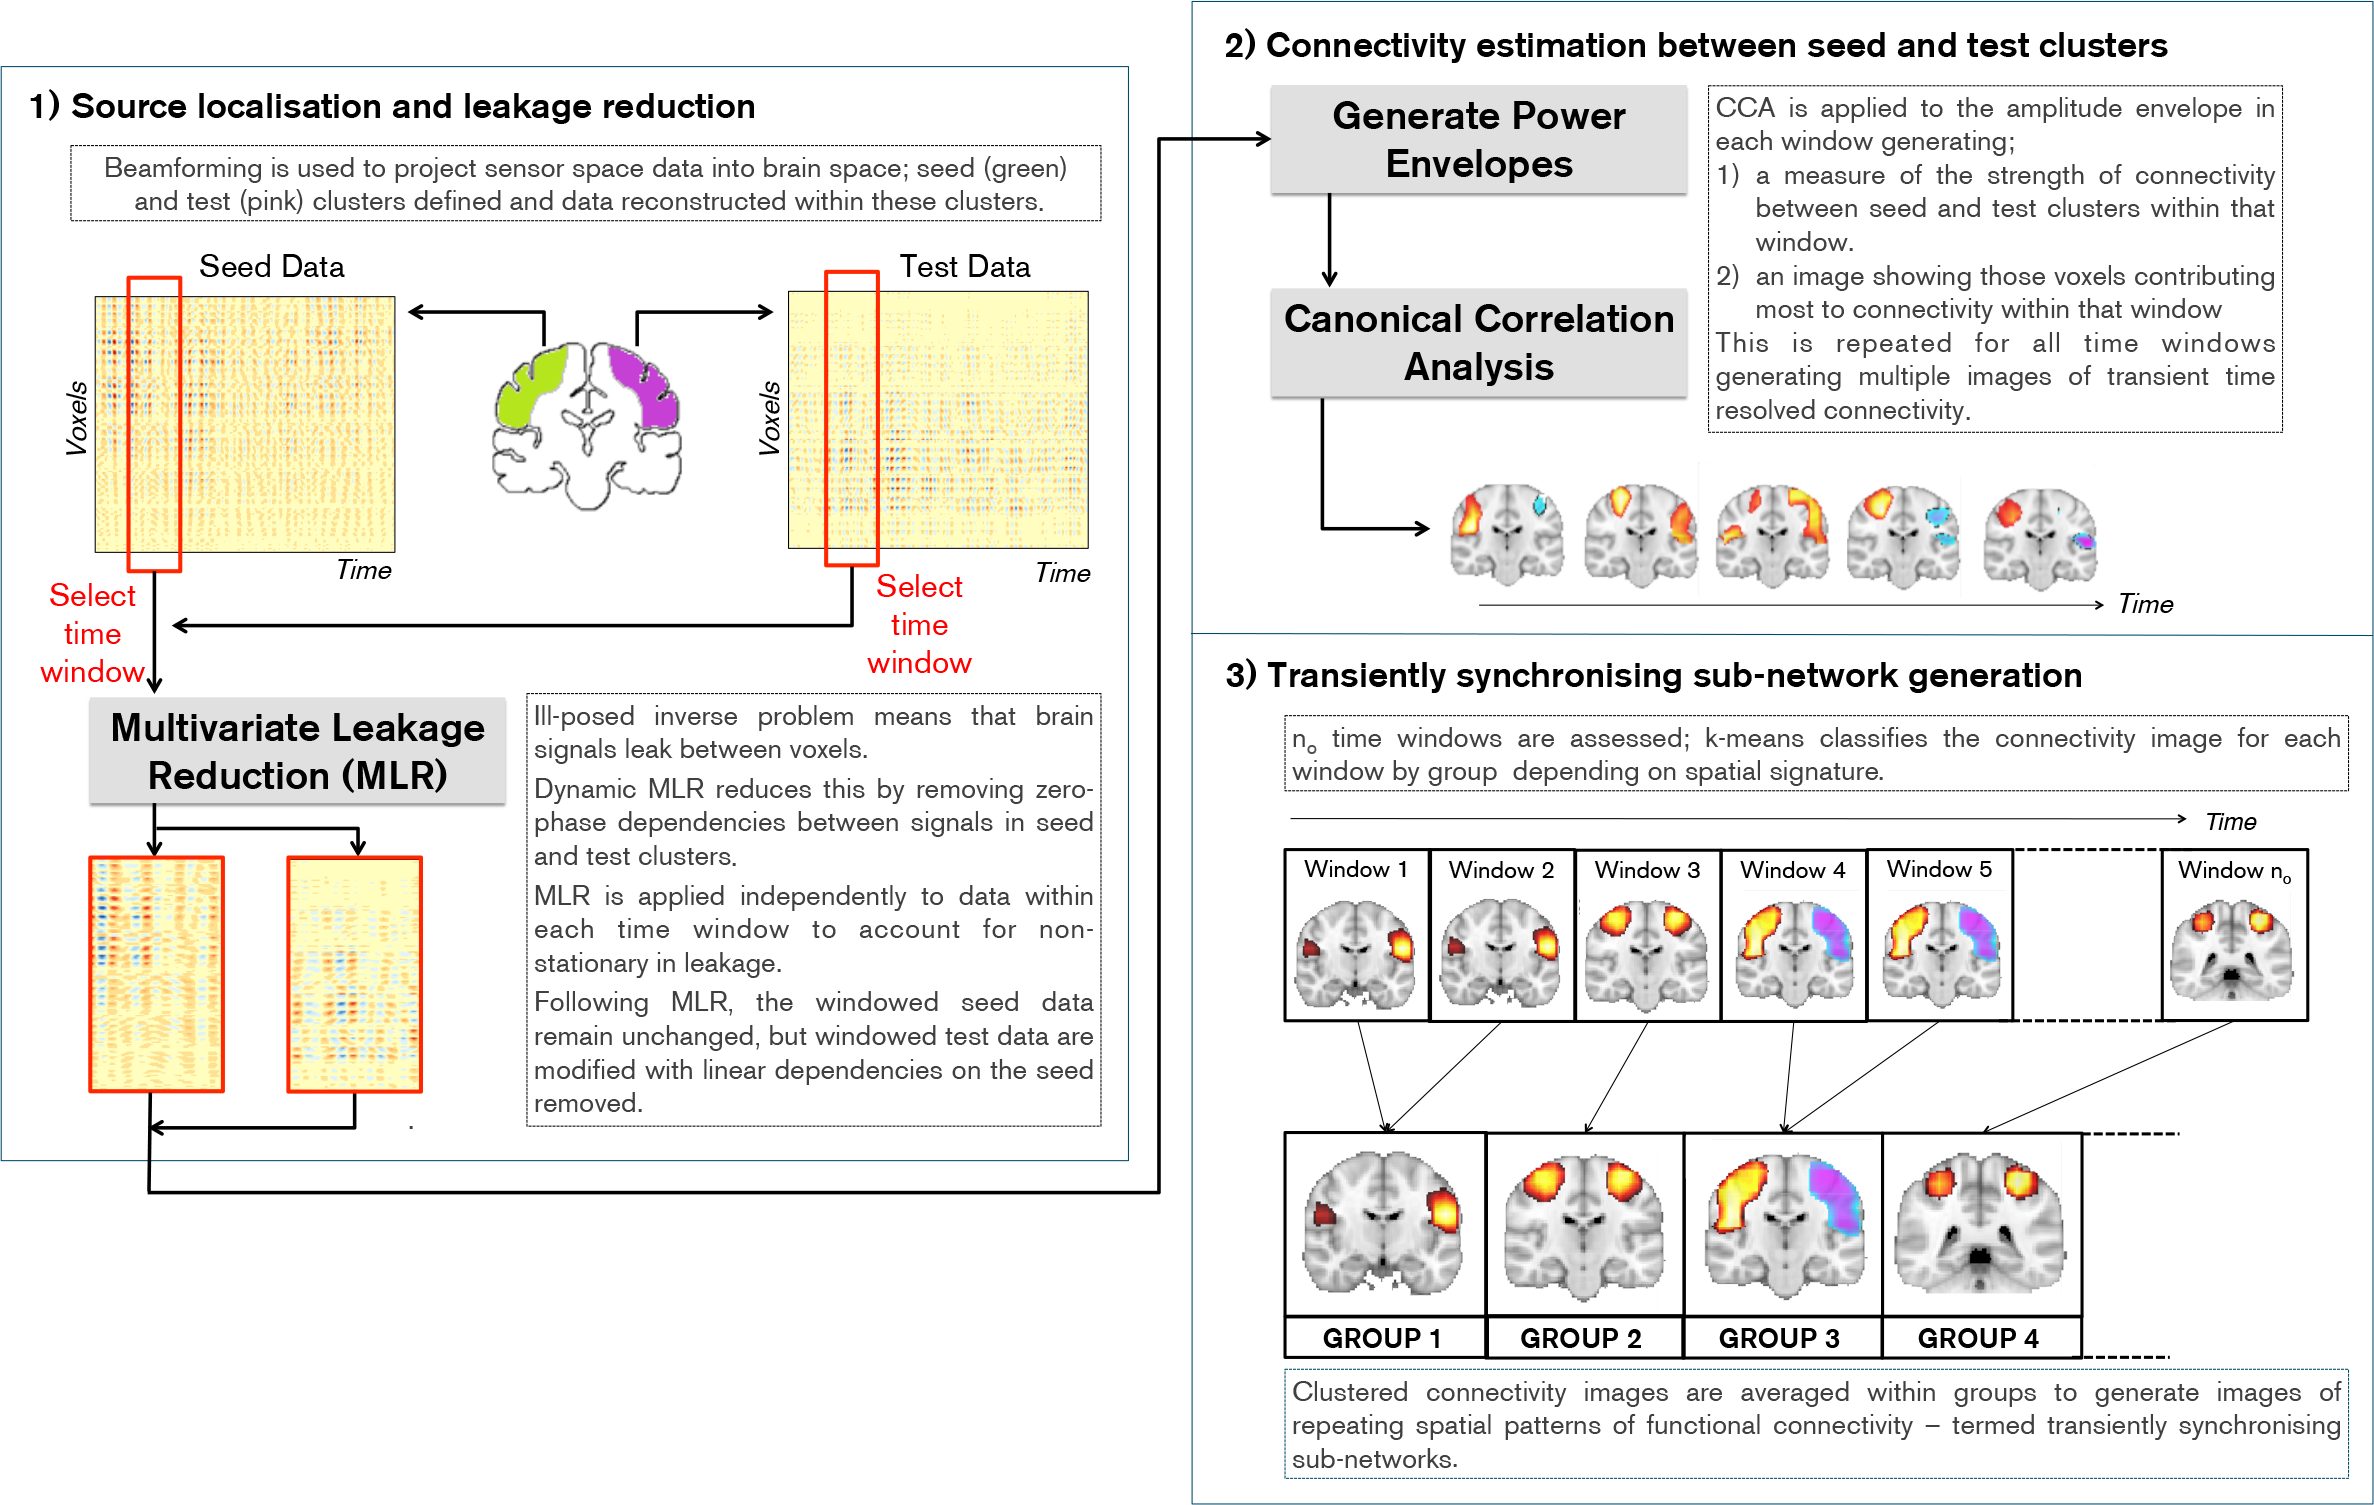 1) Source localisation and leakage reduction
Beamforming is used to project sensor space data into brain space; seed (green)
and test (pink) clusters defined and data reconstructed within these clusters.
Seed Data
Test Data
Voxels
Voxels
Time
Time
Select
time
window
Select
time
window
Multivariate Leakage
Reduction (MLR)
Ill-posed inverse problem means that brain
signals leak between voxels.
Dynamic MLR reduces this by removing zero-
phase dependencies between signals in seed
and test clusters.
MLR is applied independently to data within
each time window to account for non-
stationary in leakage.
Following MLR, the windowed seed data
remain unchanged, but windowed test data are
modified with linear dependencies on the seed
removed.
2) Connectivity estimation between seed and test clusters
Generate Power
Envelopes
Canonical Correlation
Analysis
CCA is applied to the amplitude envelope in
each window generating;
1) a measure of the strength of connectivity
between seed and test clusters within that
window.
2) an image showing those voxels contributing
most to connectivity within that window
This is repeated for all time windows
generating multiple images of transient time
resolved connectivity.
Time
3) Transiently synchronising sub-network generation
nₒ time windows are assessed; k-means classifies the connectivity image for each
window by group depending on spatial signature.
Time
Window 1
Window 2
Window 3
Window 4
Window 5
Window nₒ
GROUP 1
GROUP 2
GROUP 3
GROUP 4
Clustered connectivity images are averaged within groups to generate images of
repeating spatial patterns of functional connectivity – termed transiently synchronising
sub-networks.